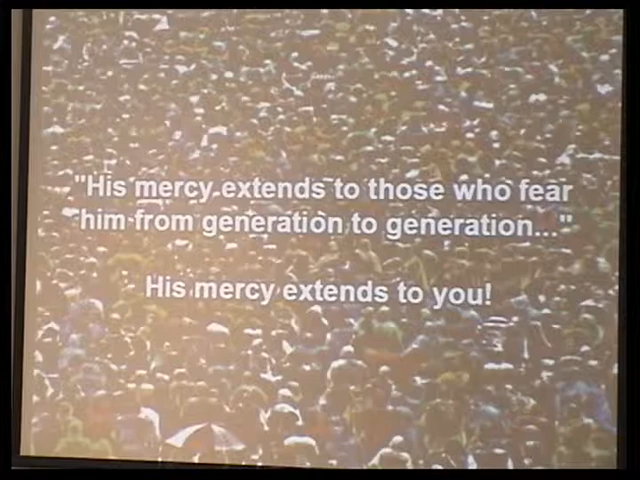 "His mercy extends to those who fear
him from generation to generation..."
His mercy extends to you!